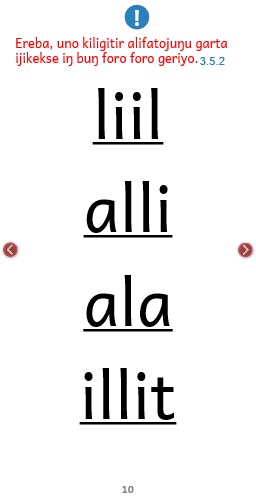 Ereba, uno kiligitir alifatojuŋu garta
ijikekse iŋ buŋ foro foro geriyo. 3.5.2
liil
alli
ala
illit
10